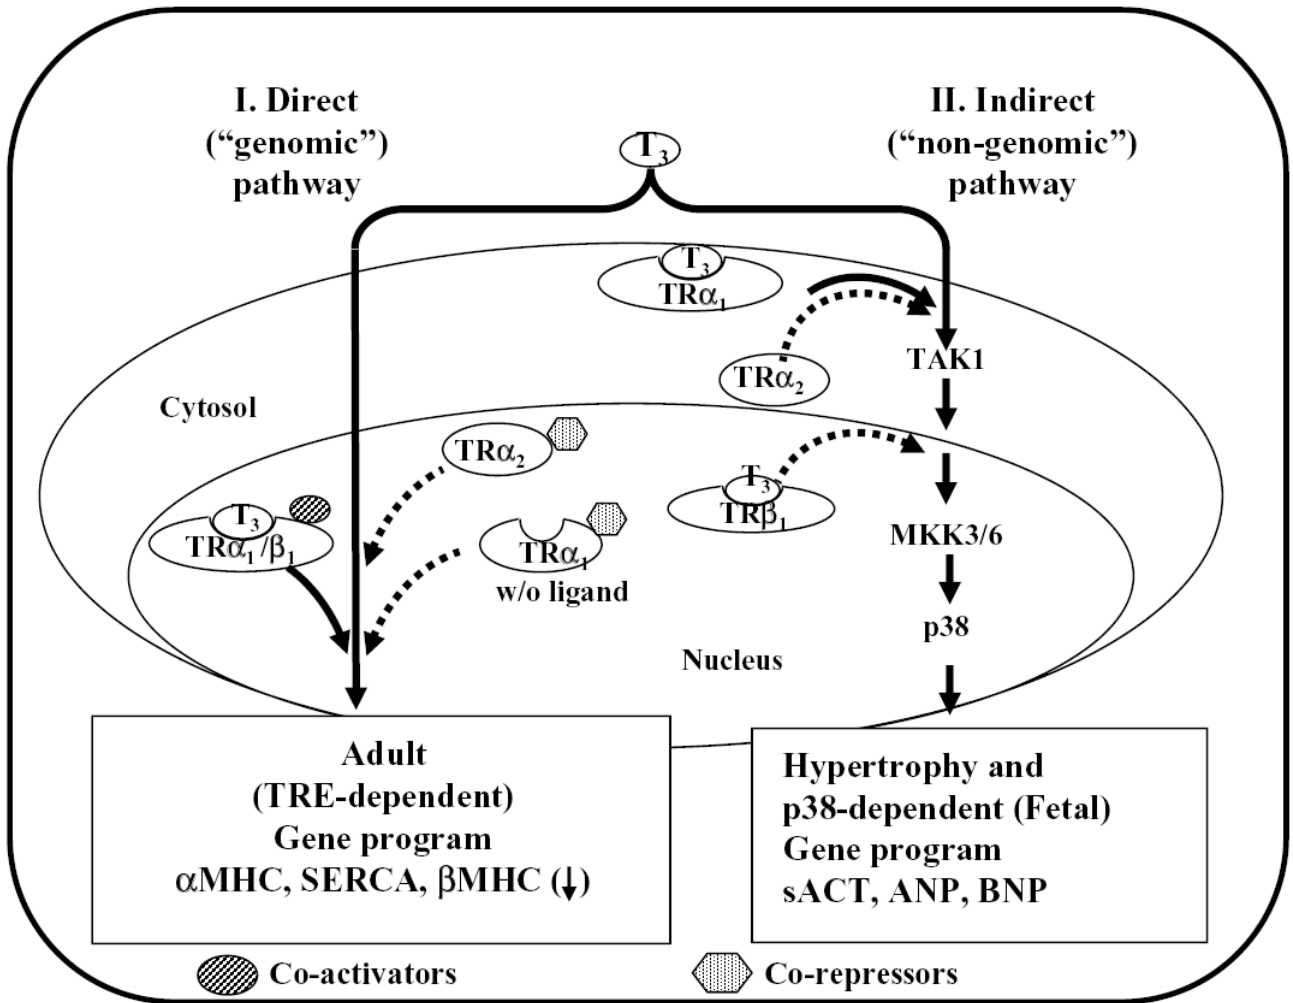 I. Direct
(“genomic”)
pathway
II. Indirect
(“non-genomic”)
pathway
T3
T3
TRα1
TAK1
TRα2
Cytosol
TRα2
T3
TRβ1
T3
TRα1/β1
TRα1
w/o ligand
MKK3/6
p38
Nucleus
Adult
(TRE-dependent)
Gene program
αMHC, SERCA, βMHC (↓)
Hypertrophy and
p38-dependent (Fetal)
Gene program
sACT, ANP, BNP
Co-activators
Co-repressors